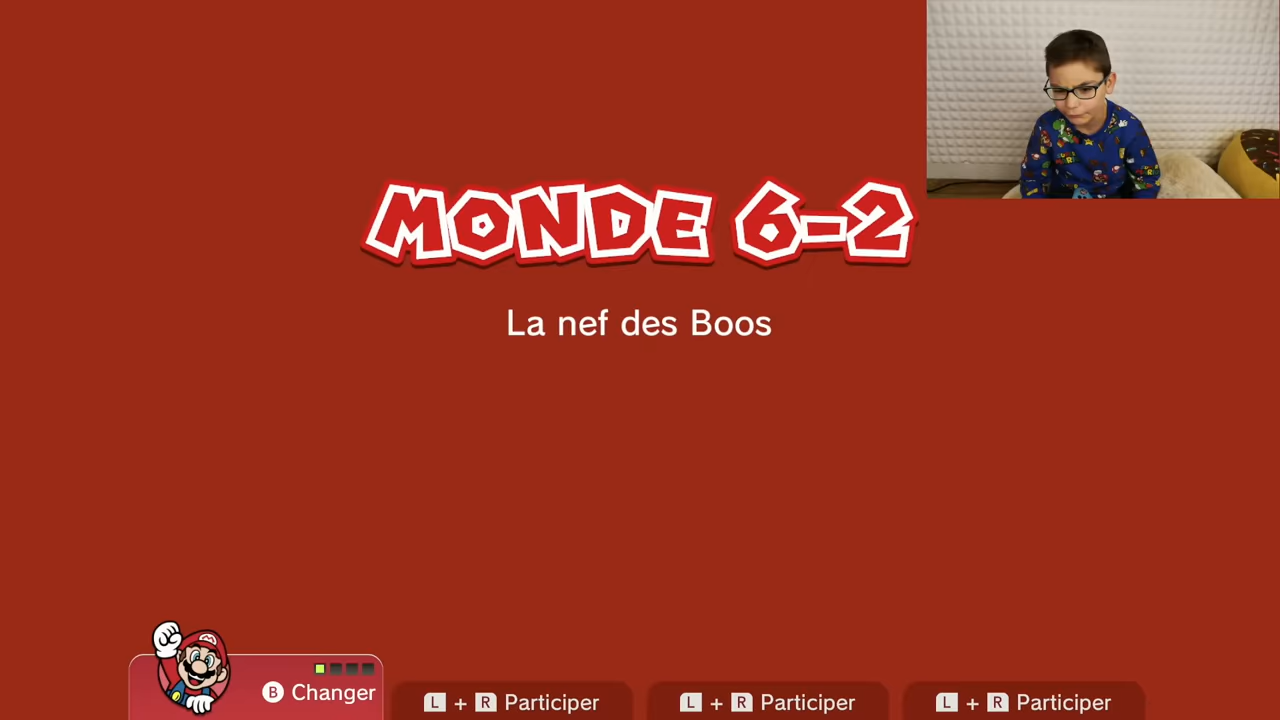 MONDE 6-2
La nef des Boos
B Changer
L + R Participer
L + R Participer
L + R Participer